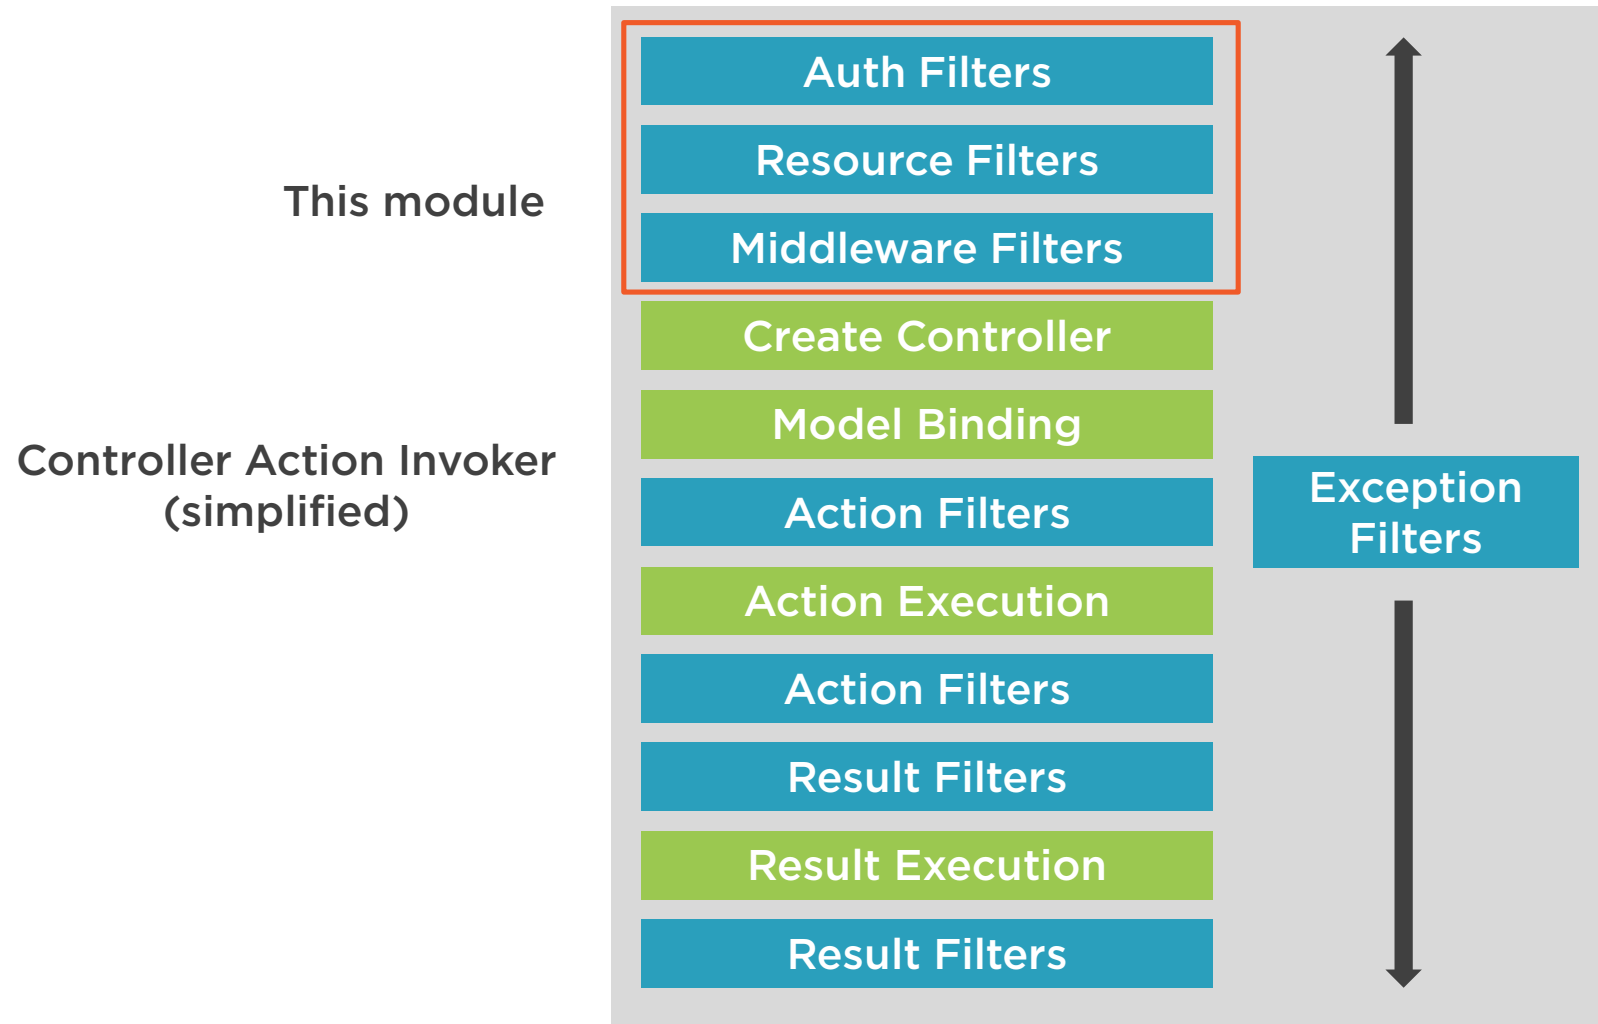 Auth Filters
Resource Filters
This module
Middleware Filters
Create Controller
Model Binding
Controller Action Invoker
(simplified)
Action Filters
Exception
Filters
Action Execution
Action Filters
Result Filters
Result Execution
Result Filters